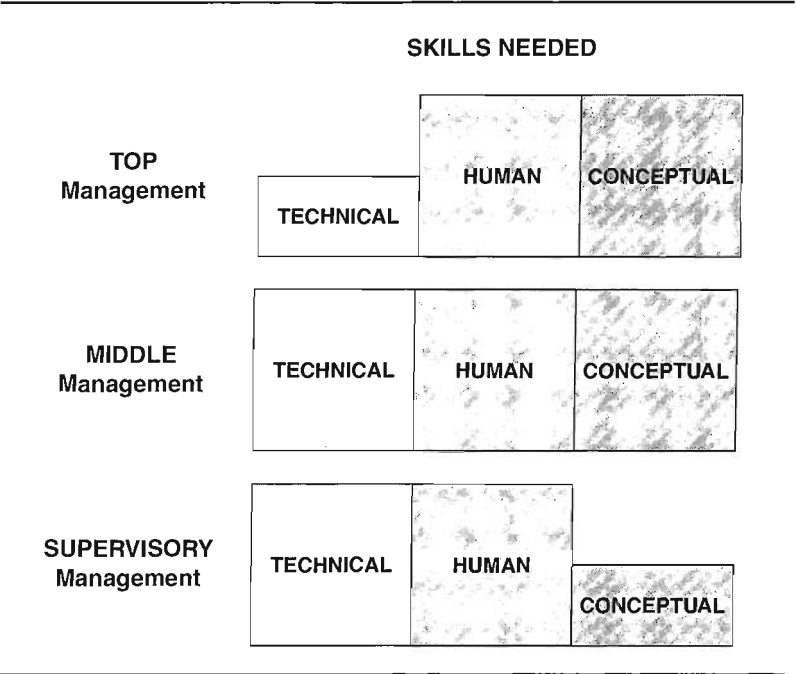 SKILLS NEEDED
TOP
Management
TECHNICAL
HUMAN
CONCEPTUAL
MIDDLE
Management
TECHNICAL
HUMAN
CONCEPTUAL
SUPERVISORY
Management
TECHNICAL
HUMAN
CONCEPTUAL